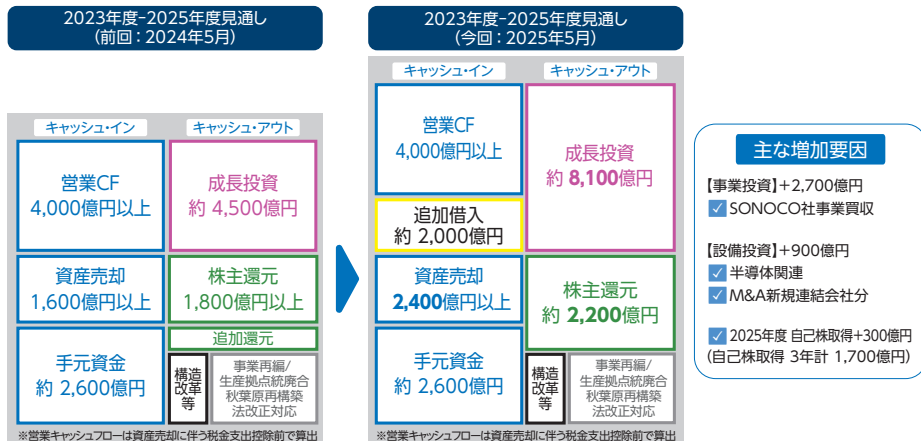 2023年度-2025年度見通し
(前回:2024年5月)
キャッシュ・イン
キャッシュ・アウト
営業CF
4,000億円以上
成長投資
約 4,500億円
資産売却
1,600億円以上
株主還元
1,800億円以上
追加還元
手元資金
約 2,600億円
構造
改革
等
事業再編/
生産拠点統廃合
秋葉原再構築
法改正対応
※営業キャッシュフローは資産売却に伴う税金支出控除前で算出
2023年度-2025年度見通し
(今回:2025年5月)
キャッシュ・イン
キャッシュ・アウト
営業CF
4,000億円以上
成長投資
約 8,100億円
追加借入
約 2,000億円
資産売却
2,400億円以上
株主還元
約 2,200億円
手元資金
約 2,600億円
構造
改革
等
事業再編/
生産拠点統廃合
秋葉原再構築
法改正対応
※営業キャッシュフローは資産売却に伴う税金支出控除前で算出
主な増加要因
【事業投資】+2,700億円
SONOCO社事業買収
【設備投資】+900億円
半導体関連
M&A新規連結会社分
2025年度 自己株取得+300億円
(自己株取得 3年計 1,700億円)